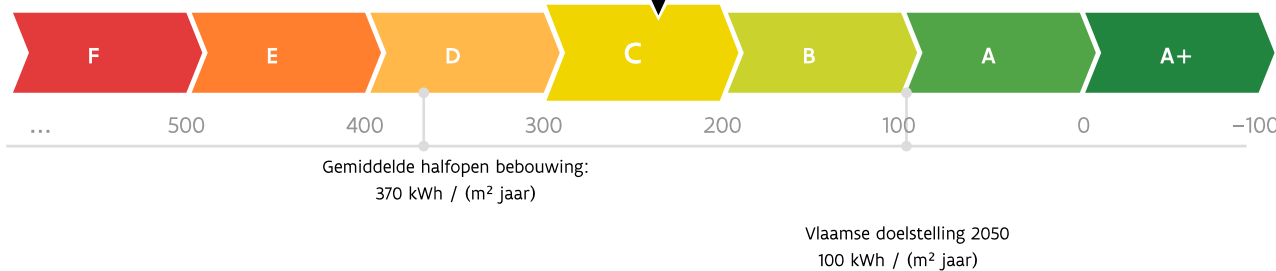 F E D C B A A+
... 500 400 300 200 100 0 –100
Gemiddelde halfopen bebouwing:
370 kWh / (m² jaar)
Vlaamse doelstelling 2050
100 kWh / (m² jaar)